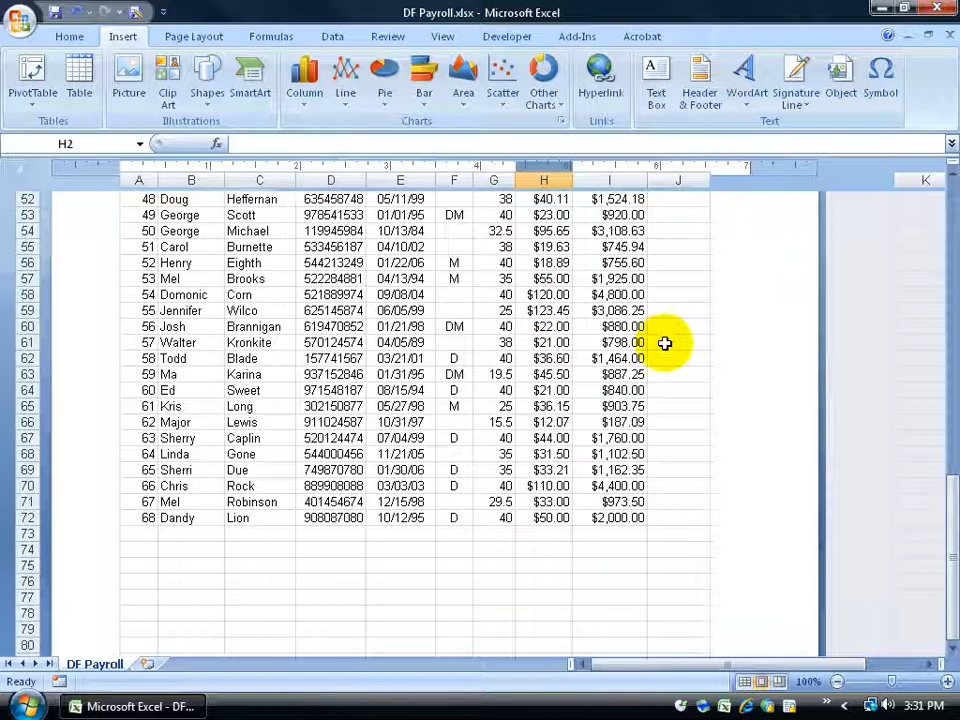 DF Payroll.xlsx - Microsoft Excel
Home Insert Page Layout Formulas Data Review View Developer Add-Ins Acrobat
PivotTable Table Picture Clip Art Shapes SmartArt Column Line Pie Bar Area Scatter Other Charts Hyperlink Text Box Header & Footer WordArt Signature Line Object Symbol
Tables Illustrations Charts Links Text
H2 fx
1 2 3 4 5 6 7
A B C D E F G H I J K
52 48 Doug Heffernan 635458748 05/11/99 38 $40.11 $1,524.18
53 49 George Scott 978541533 01/01/95 DM 40 $23.00 $920.00
54 50 George Michael 119945984 10/13/84 32.5 $95.65 $3,108.63
55 51 Carol Burnette 533456187 04/10/02 38 $19.63 $745.94
56 52 Henry Eighth 544213249 01/22/06 M 40 $18.89 $755.60
57 53 Mel Brooks 522284881 04/13/94 M 35 $55.00 $1,925.00
58 54 Domonic Corn 521889974 09/08/04 40 $120.00 $4,800.00
59 55 Jennifer Wilco 625145874 06/05/99 25 $123.45 $3,086.25
60 56 Josh Brannigan 619470852 01/21/98 DM 40 $22.00 $880.00
61 57 Walter Kronkite 570124574 04/05/89 38 $21.00 $798.00
62 58 Todd Blade 157741567 03/21/01 D 40 $36.60 $1,464.00
63 59 Ma Karina 937152846 01/31/95 DM 19.5 $45.50 $887.25
64 60 Ed Sweet 971548187 08/15/94 D 40 $21.00 $840.00
65 61 Kris Long 302150877 05/27/98 M 25 $36.15 $903.75
66 62 Major Lewis 911024587 10/31/97 15.5 $12.07 $187.09
67 63 Sherry Caplin 520124474 07/04/99 D 40 $44.00 $1,760.00
68 64 Linda Gone 544000456 11/21/05 35 $31.50 $1,102.50
69 65 Sherri Due 749870780 01/30/06 D 35 $33.21 $1,162.35
70 66 Chris Rock 889908088 03/03/03 D 40 $110.00 $4,400.00
71 67 Mel Robinson 401454674 12/15/98 29.5 $33.00 $973.50
72 68 Dandy Lion 908087080 10/12/95 D 40 $50.00 $2,000.00
73
74
75
76
77
78
79
80
DF Payroll
Ready 100%
Microsoft Excel - DF... 3:31 PM